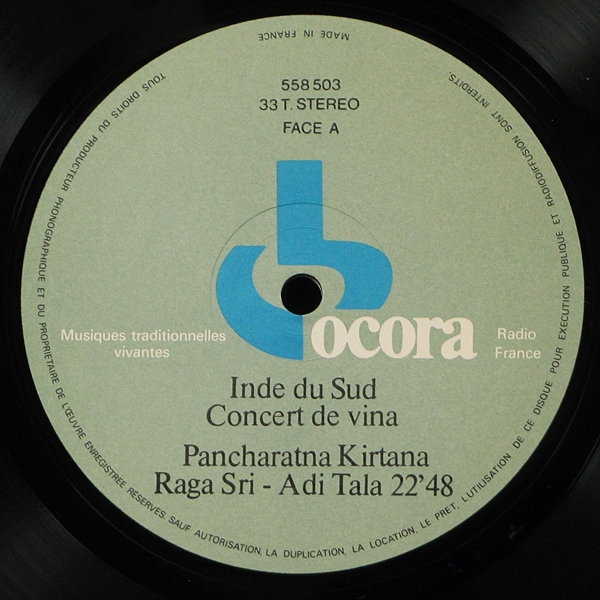 MADE IN FRANCE
558 503
33 T. STEREO
FACE A
ocora
Musiques traditionnelles
vivantes
Radio
France
Inde du Sud
Concert de vina
Pancharatna Kirtana
Raga Sri - Adi Tala 22'48
TOUS DROITS DU PRODUCTEUR PHONOGRAPHIQUE ET DU PROPRIETAIRE DE L'ŒUVRE ENREGISTREE RÉSERVES. SAUF AUTORISATION, LA DUPLICATION, LA LOCATION, LE PRET, L'UTILISATION DE CE DISQUE POUR EXECUTION PUBLIQUE ET RADIODIFFUSION SONT INTERDITS.